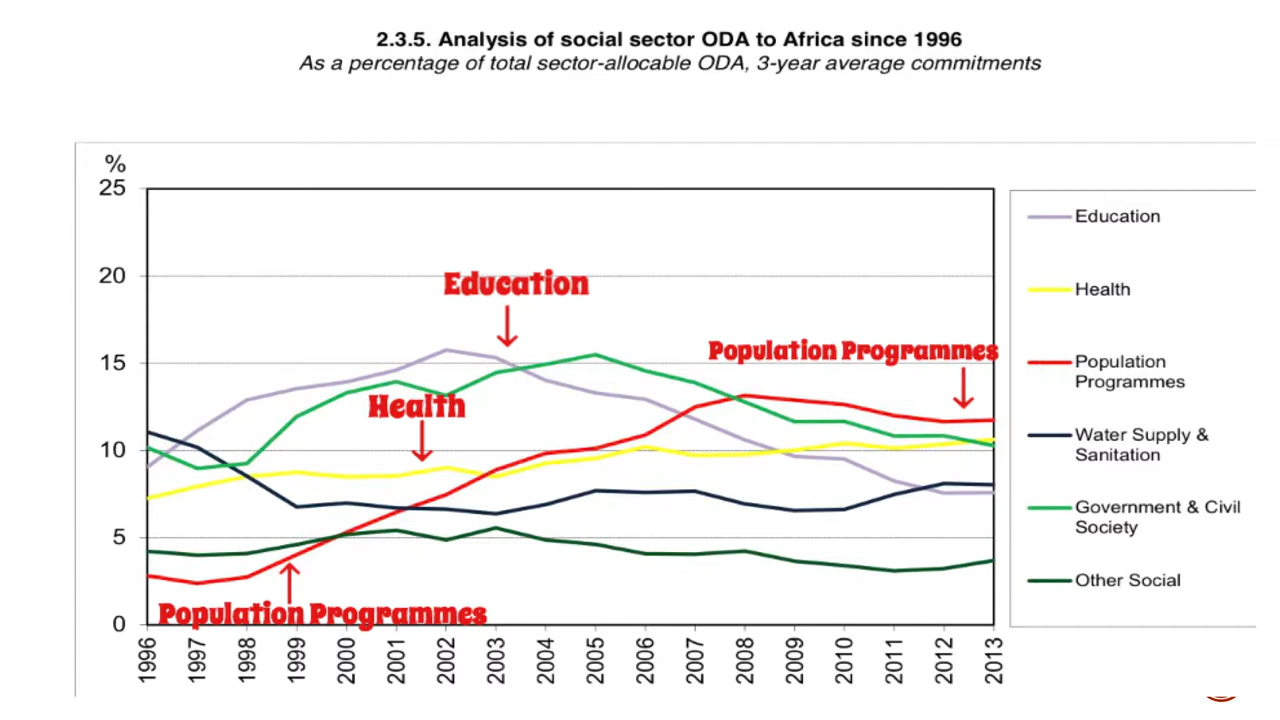 2.3.5. Analysis of social sector ODA to Africa since 1996
As a percentage of total sector-allocable ODA, 3-year average commitments
%
25
20
15
10
5
0
Education
Population Programmes
Health
Population Programmes
1996
1997
1998
1999
2000
2001
2002
2003
2004
2005
2006
2007
2008
2009
2010
2011
2012
2013
Education
Health
Population
Programmes
Water Supply &
Sanitation
Government & Civil
Society
Other Social